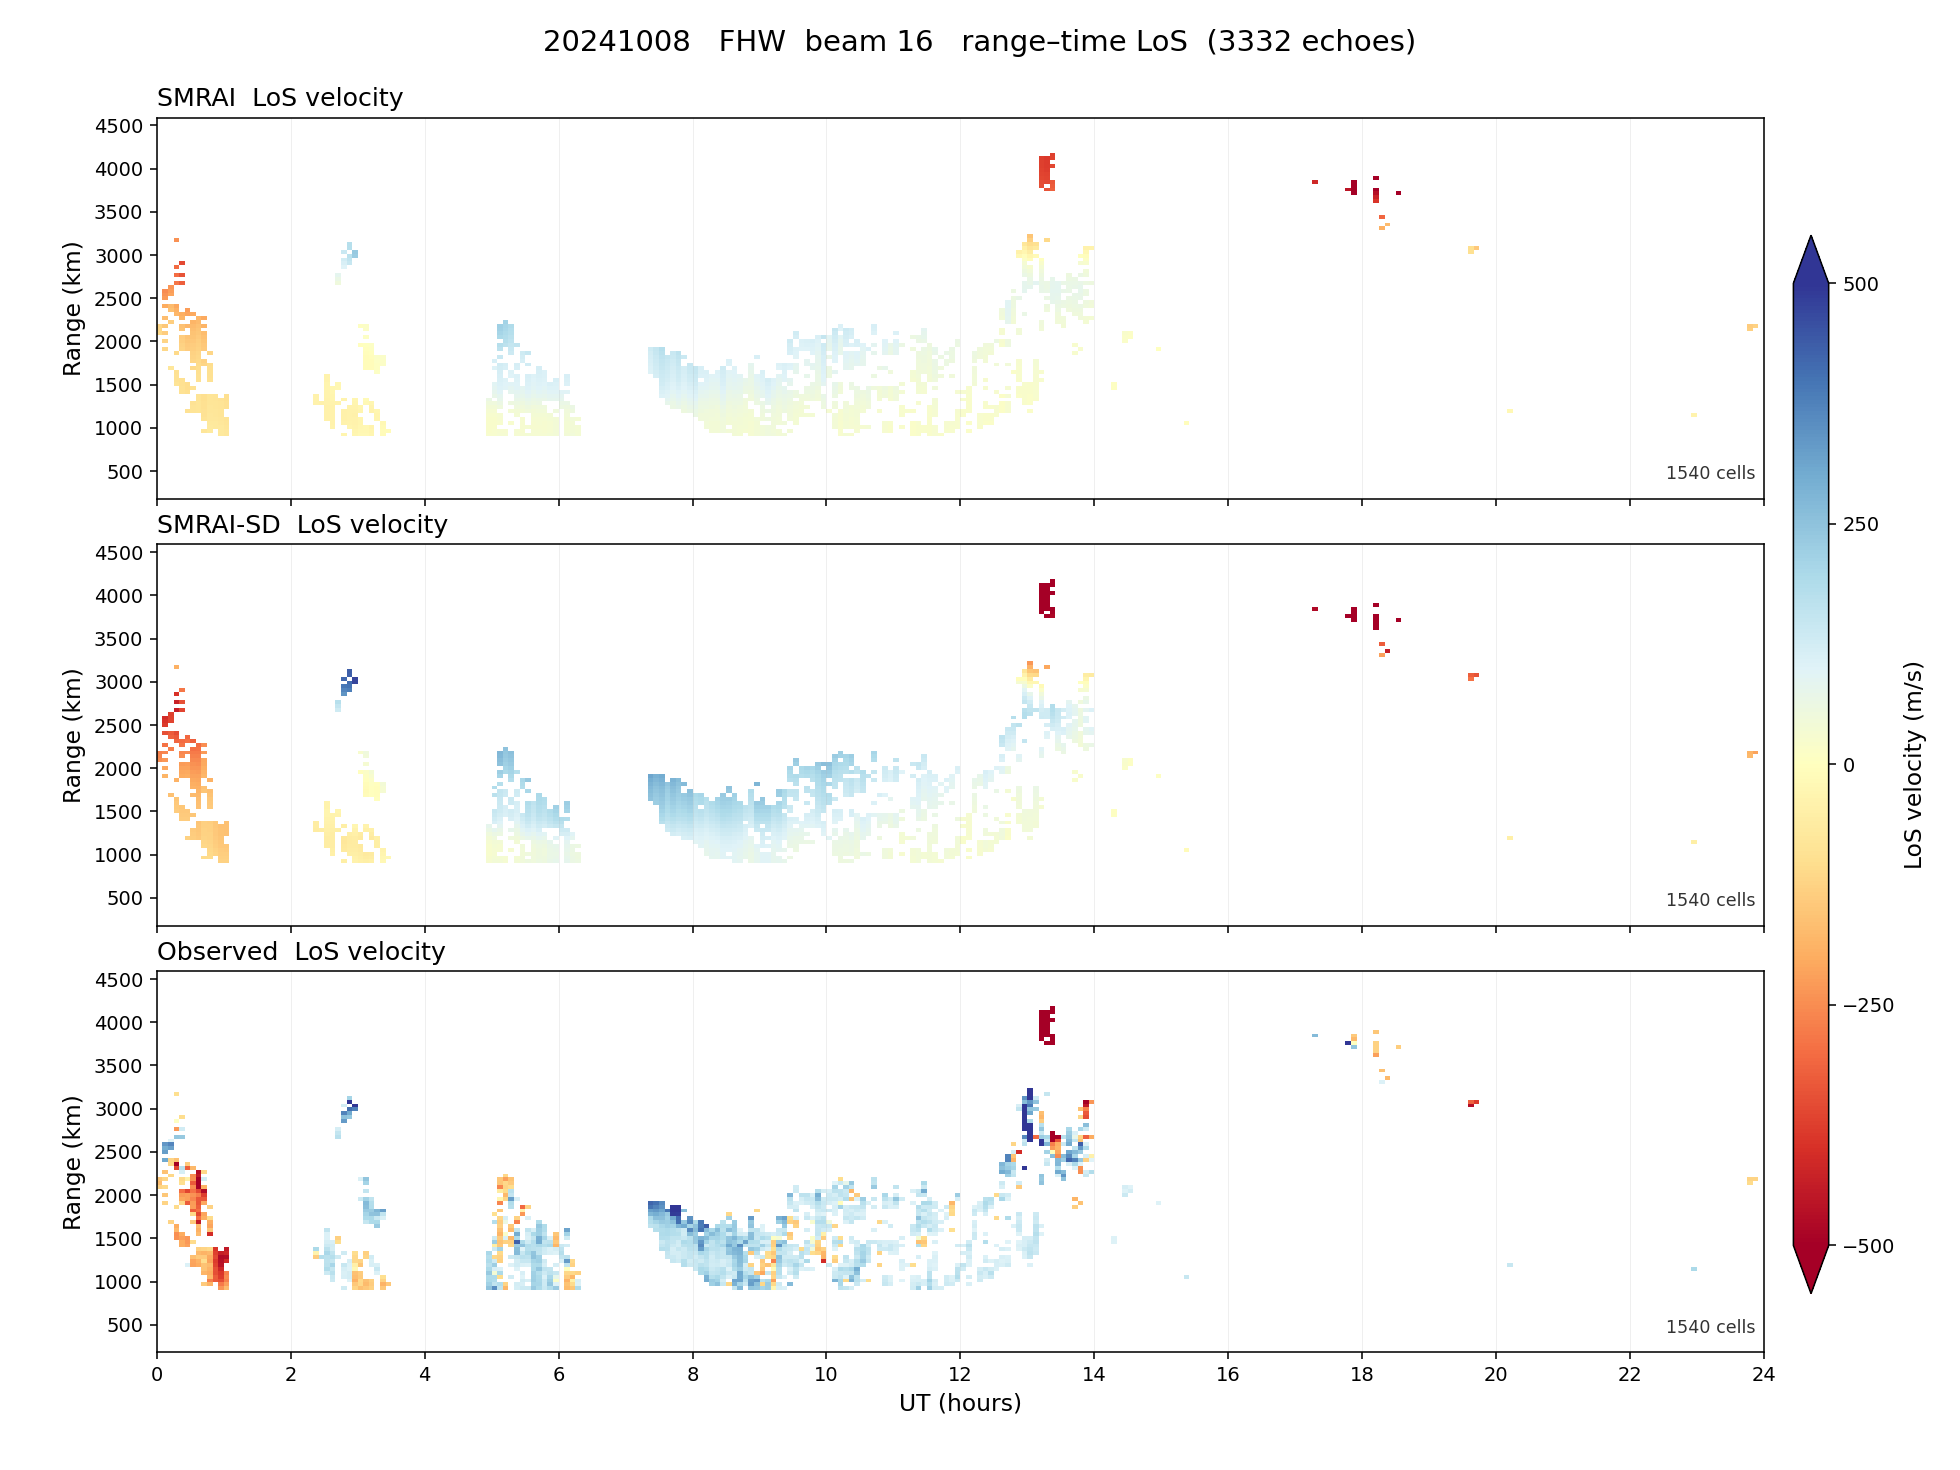 20241008   FHW  beam 16   range–time LoS  (3332 echoes)
SMRAI  LoS velocity
4500
4000
3500
3000
2500
2000
1500
1000
500
Range (km)
1540 cells
SMRAI-SD  LoS velocity
4500
4000
3500
3000
2500
2000
1500
1000
500
Range (km)
1540 cells
Observed  LoS velocity
4500
4000
3500
3000
2500
2000
1500
1000
500
Range (km)
1540 cells
0 2 4 6 8 10 12 14 16 18 20 22 24
UT (hours)
500
250
0
−250
−500
LoS velocity (m/s)